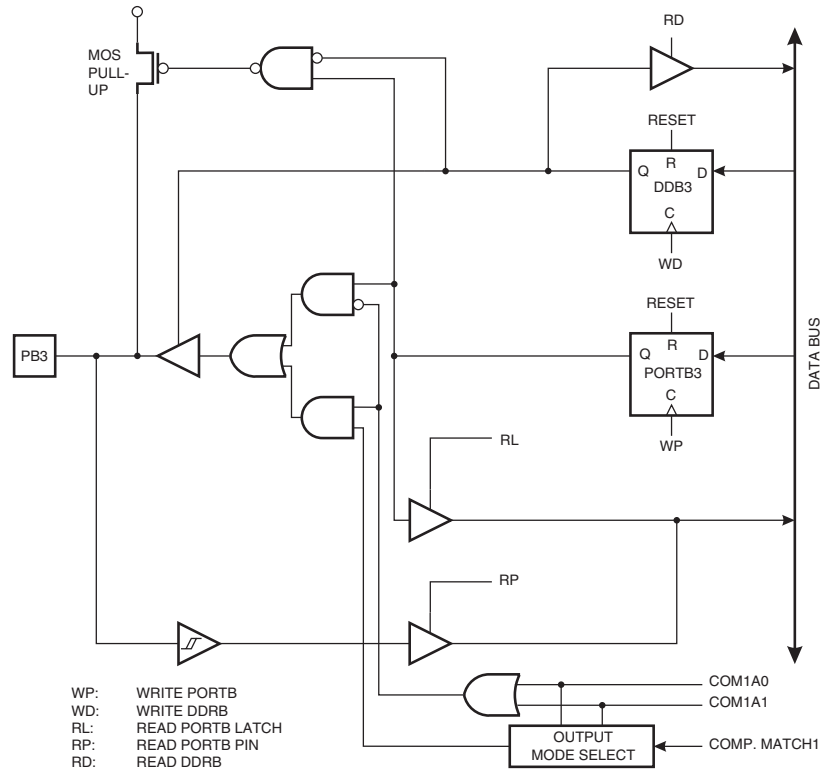 RD
MOS
PULL-
UP
RESET
R
Q
D
DDB3
C
WD
RESET
R
Q
D
PORTB3
C
WP
PB3
DATA BUS
RL
RP
WP: WRITE PORTB
WD: WRITE DDRB
RL: READ PORTB LATCH
RP: READ PORTB PIN
RD: READ DDRB
COM1A0
COM1A1
OUTPUT
MODE SELECT
COMP. MATCH1